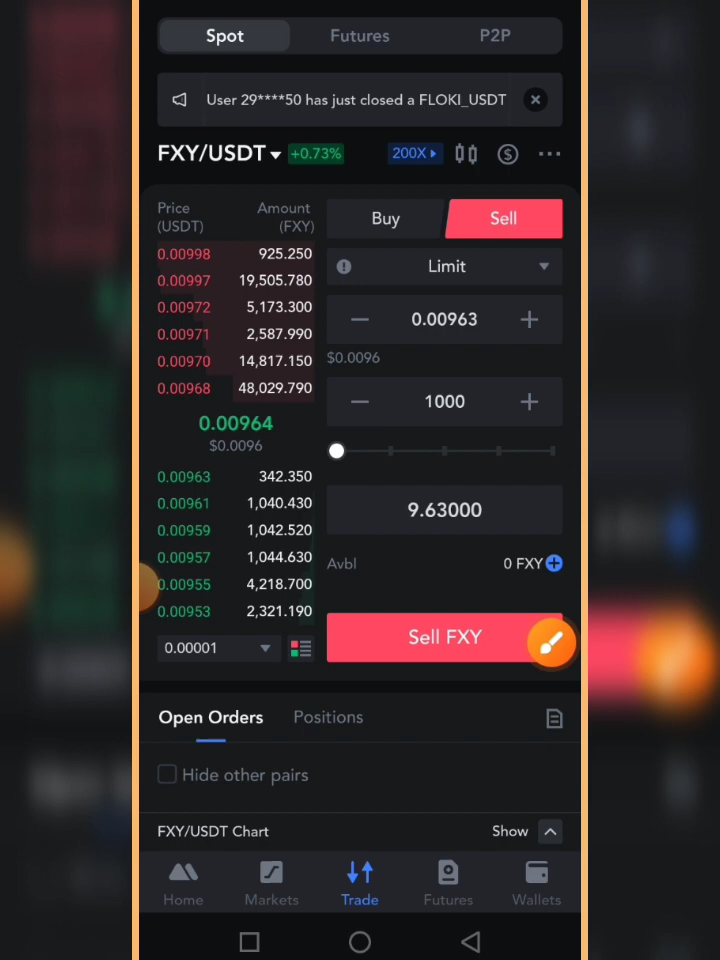 Spot Futures P2P
User 29****50 has just closed a FLOKI_USDT
FXY/USDT +0.73% 200X
Price (USDT) Amount (FXY)
0.00998 925.250
0.00997 19,505.780
0.00972 5,173.300
0.00971 2,587.990
0.00970 14,817.150
0.00968 48,029.790
0.00964
$0.0096
0.00963 342.350
0.00961 1,040.430
0.00959 1,042.520
0.00957 1,044.630
0.00955 4,218.700
0.00953 2,321.190
0.00001
Buy Sell
Limit
0.00963
$0.0096
1000
9.63000
Avbl 0 FXY
Sell FXY
Open Orders Positions
Hide other pairs
FXY/USDT Chart Show
Home Markets Trade Futures Wallets